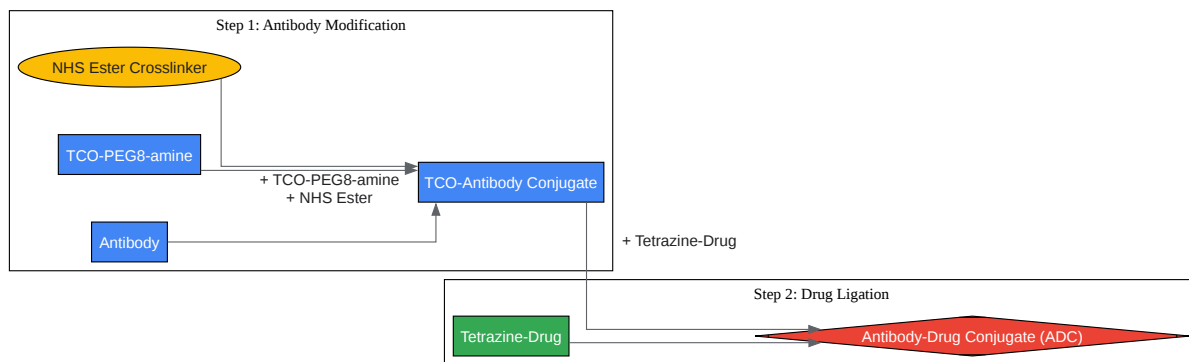 Step 1: Antibody Modification
NHS Ester Crosslinker
TCO-PEG8-amine
+ TCO-PEG8-amine
+ NHS Ester
TCO-Antibody Conjugate
Antibody
+ Tetrazine-Drug
Step 2: Drug Ligation
Tetrazine-Drug
Antibody-Drug Conjugate (ADC)